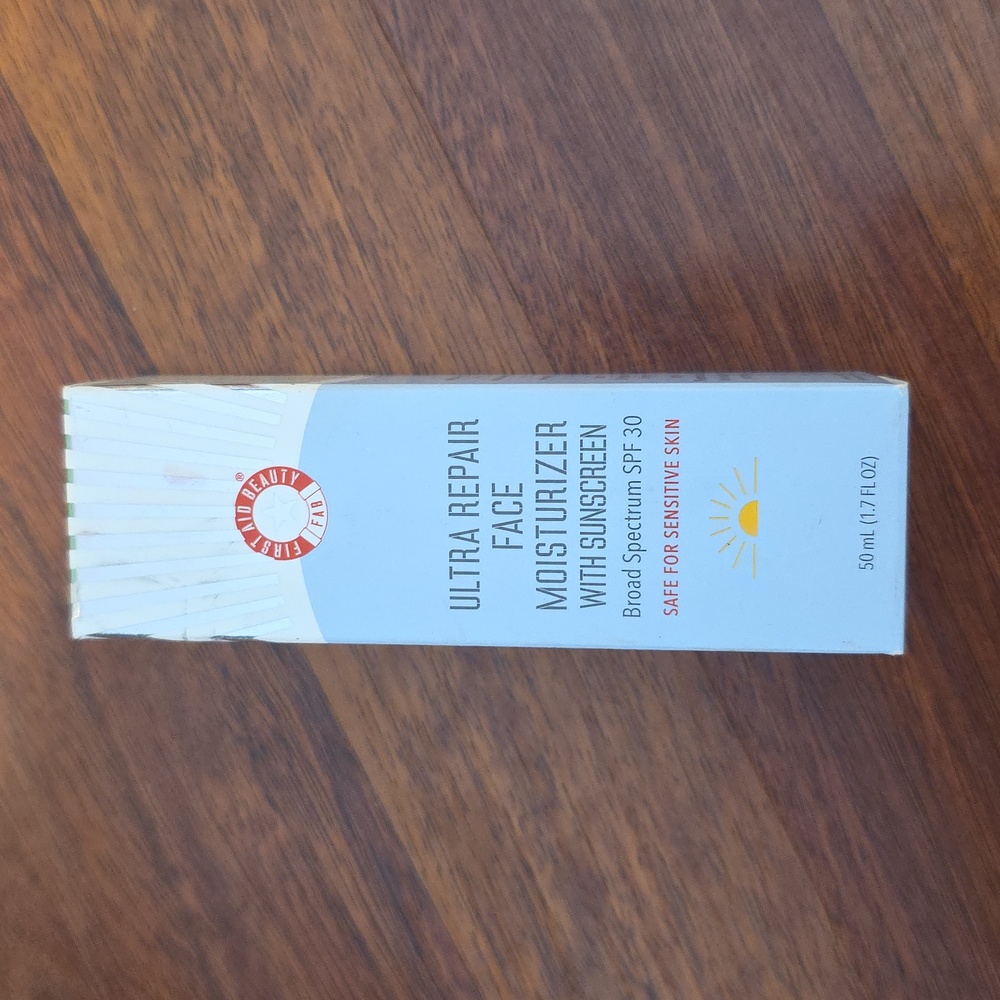 FIRST AID BEAUTY®
FAB
ULTRA REPAIR
FACE
MOISTURIZER
WITH SUNSCREEN
Broad Spectrum SPF 30
SAFE FOR SENSITIVE SKIN
50 mL (1.7 FL OZ)